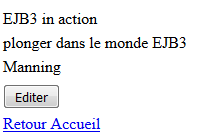 EJB3 in action
plonger dans le monde EJB3
Manning
Editer
Retour Accueil